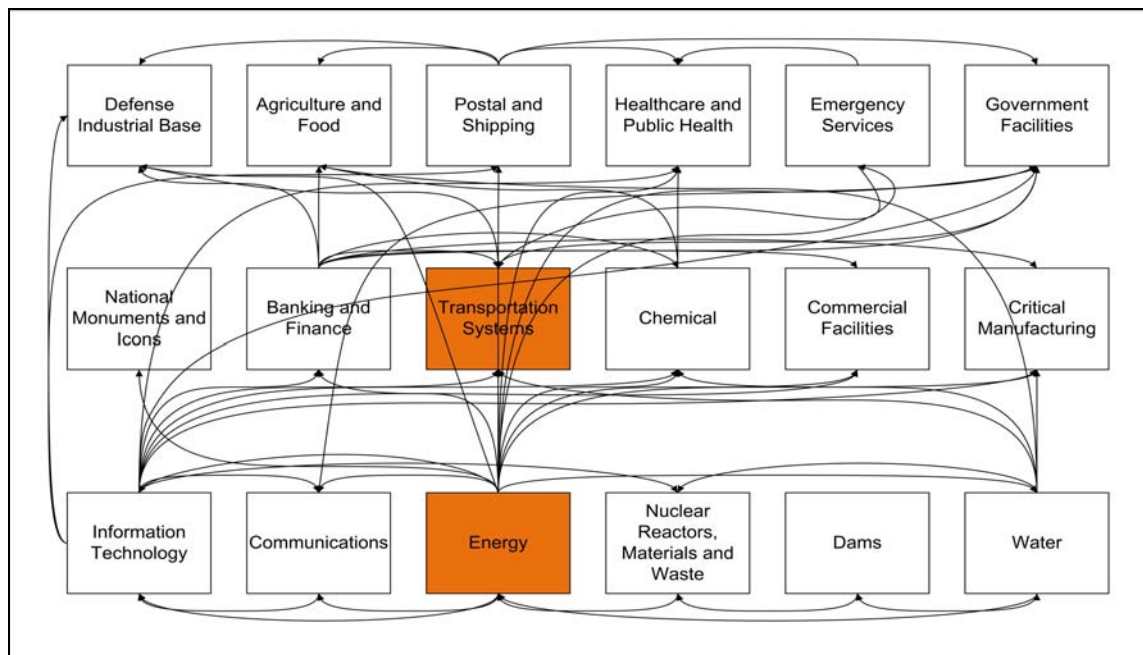 Defense
Industrial Base
Agriculture and
Food
Postal and
Shipping
Healthcare and
Public Health
Emergency
Services
Government
Facilities
National
Monuments and
Icons
Banking and
Finance
Transportation
Systems
Chemical
Commercial
Facilities
Critical
Manufacturing
Information
Technology
Communications
Energy
Nuclear
Reactors,
Materials and
Waste
Dams
Water